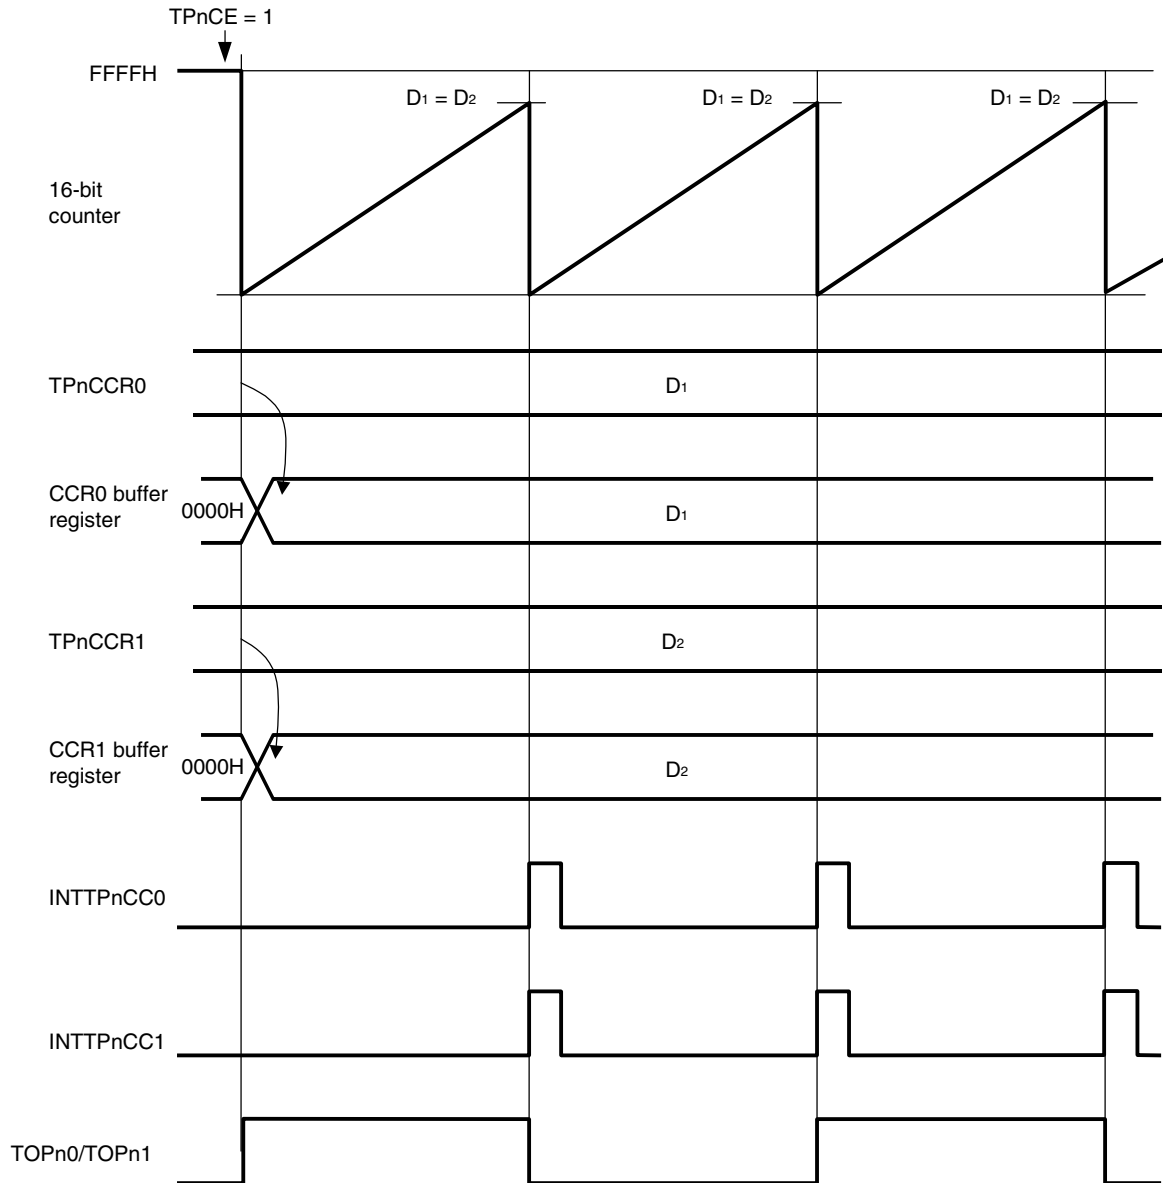 TPnCE = 1
FFFFH
D1 = D2
D1 = D2
D1 = D2
16-bit
counter
TPnCCR0
D1
CCR0 buffer
register
0000H
D1
TPnCCR1
D2
CCR1 buffer
register
0000H
D2
INTTPnCC0
INTTPnCC1
TOPn0/TOPn1